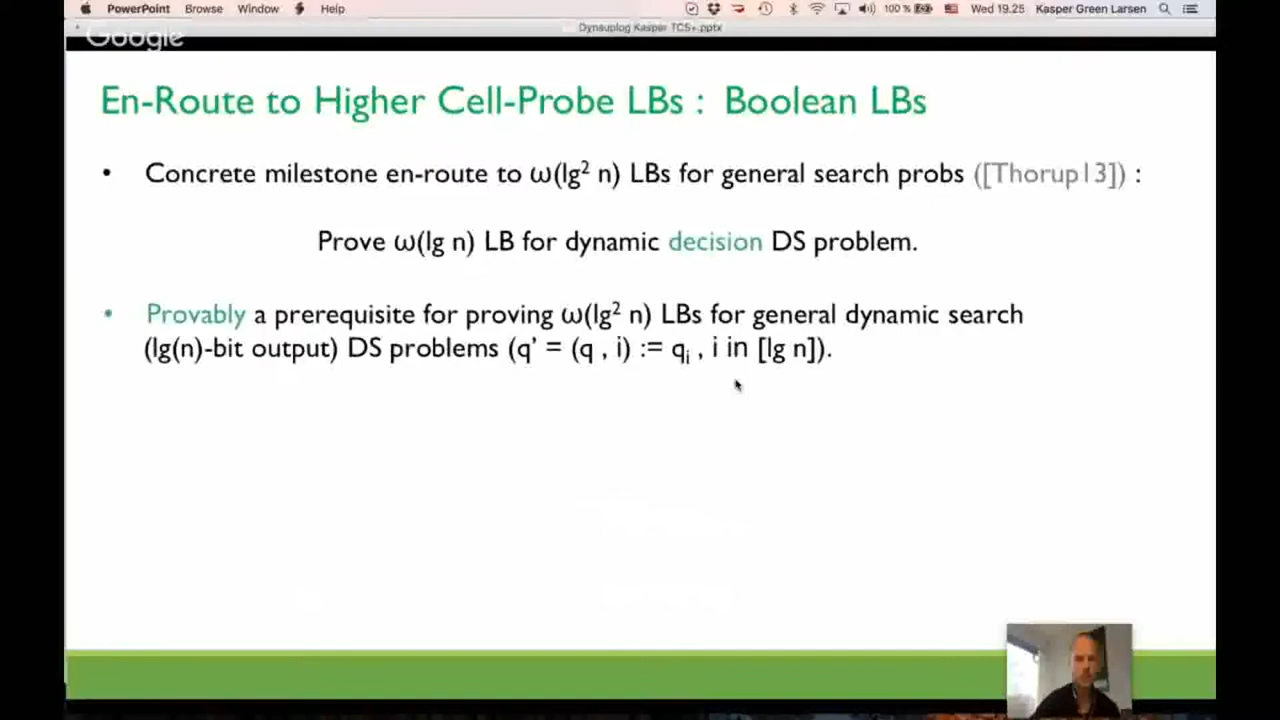 PowerPoint Browse Window Help 100 % Wed 19.25 Kasper Green Larsen
Google
Dynauplog Kasper TCS+.pptx
En-Route to Higher Cell-Probe LBs : Boolean LBs
• Concrete milestone en-route to ω(lg² n) LBs for general search probs ([Thorup13]) :
Prove ω(lg n) LB for dynamic decision DS problem.
• Provably a prerequisite for proving ω(lg² n) LBs for general dynamic search
(lg(n)-bit output) DS problems (q' = (q , i) := qᵢ , i in [lg n]).